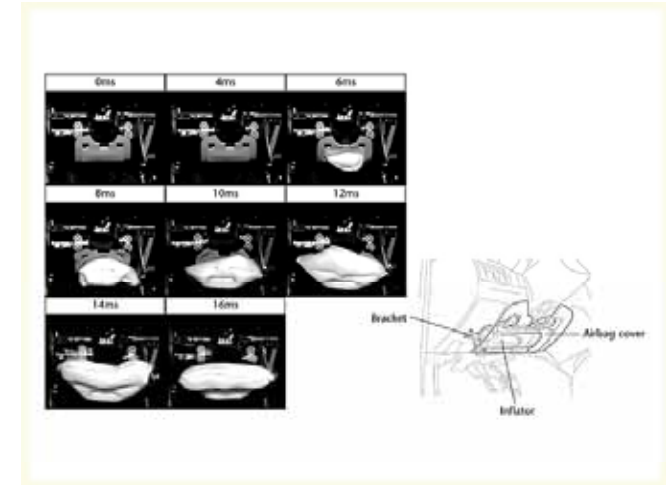 0ms 4ms 6ms
8ms 10ms 12ms
14ms 16ms
Bracket
Airbag cover
Inflator